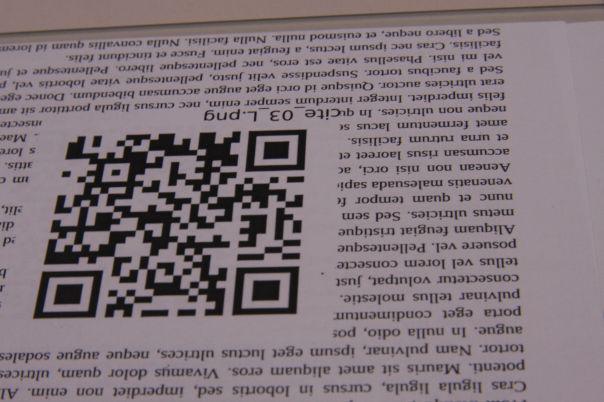 Cras ligula ligula, cursus in lobortis sed, imperdiet non enim.
potenti. Mauris sit amet aliquam eros. Vivamus dolor quam, ultrices
tortor. Nam pulvinar, ipsum eget luctus ultrices, neque augue sodales
augue. In nulla odio, pos
porta eget condimentum
pulvinar tellus molestie.
consectetur volutpat, just
tellus vel lorem consecte
posuere vel. Pellentesque
Aliquam feugiat tristique
metus ultricies. Sed sem
nunc et quam tempor f
venenatis malesuada sapi
Aenean non nisi orci, ac
accumsan risus laoreet et
et urna rutrum facilisis.
amet fermentum lacus
Cite_03_L.png
neque non ultricies. In
felis imperdiet. Integer interdum semper enim, nec cursus ligula porttitor sit am
erat ultricies auctor. Quisque id orci eget augue accumsan bibendum. Donec ege
Sed a faucibus tortor. Suspendisse velit justo, pellentesque vitae lobortis vel, p
vel mi nisi. Phasellus vitae est eros, nec pellentesque libero. Pellentesque et ju
facilisis. Cras nec ipsum lectus, a feugiat enim. Fusce et tincidunt felis.
Sed a libero neque, et euismod nulla. Nulla facilisi. Nulla convallis quam id lorem